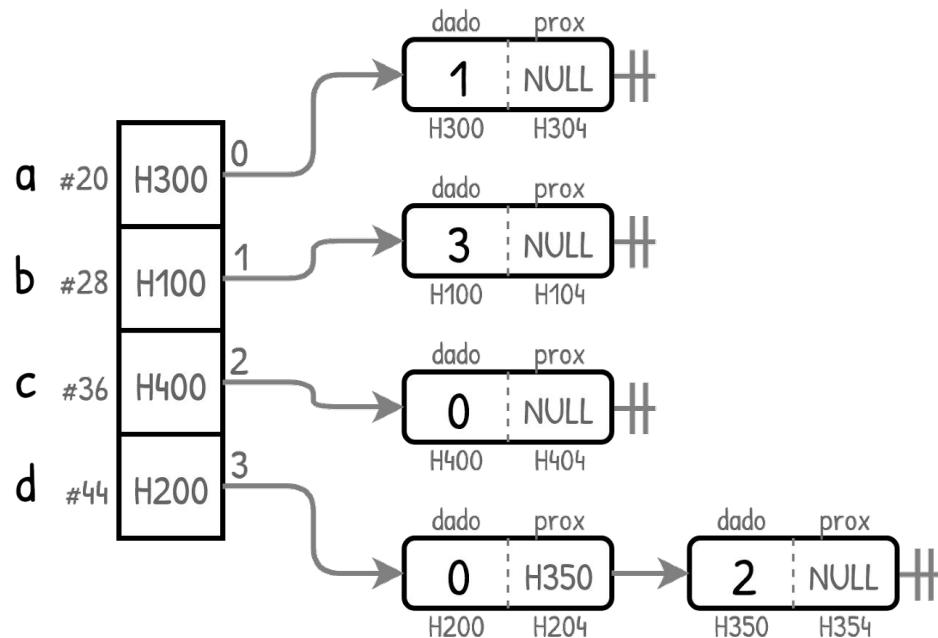 dado prox
1 NULL
H300 H304
a #20 H300 0
dado prox
3 NULL
H100 H104
b #28 H100 1
dado prox
0 NULL
H400 H404
c #36 H400 2
d #44 H200 3
dado prox dado prox
0 H350 2 NULL
H200 H204 H350 H354